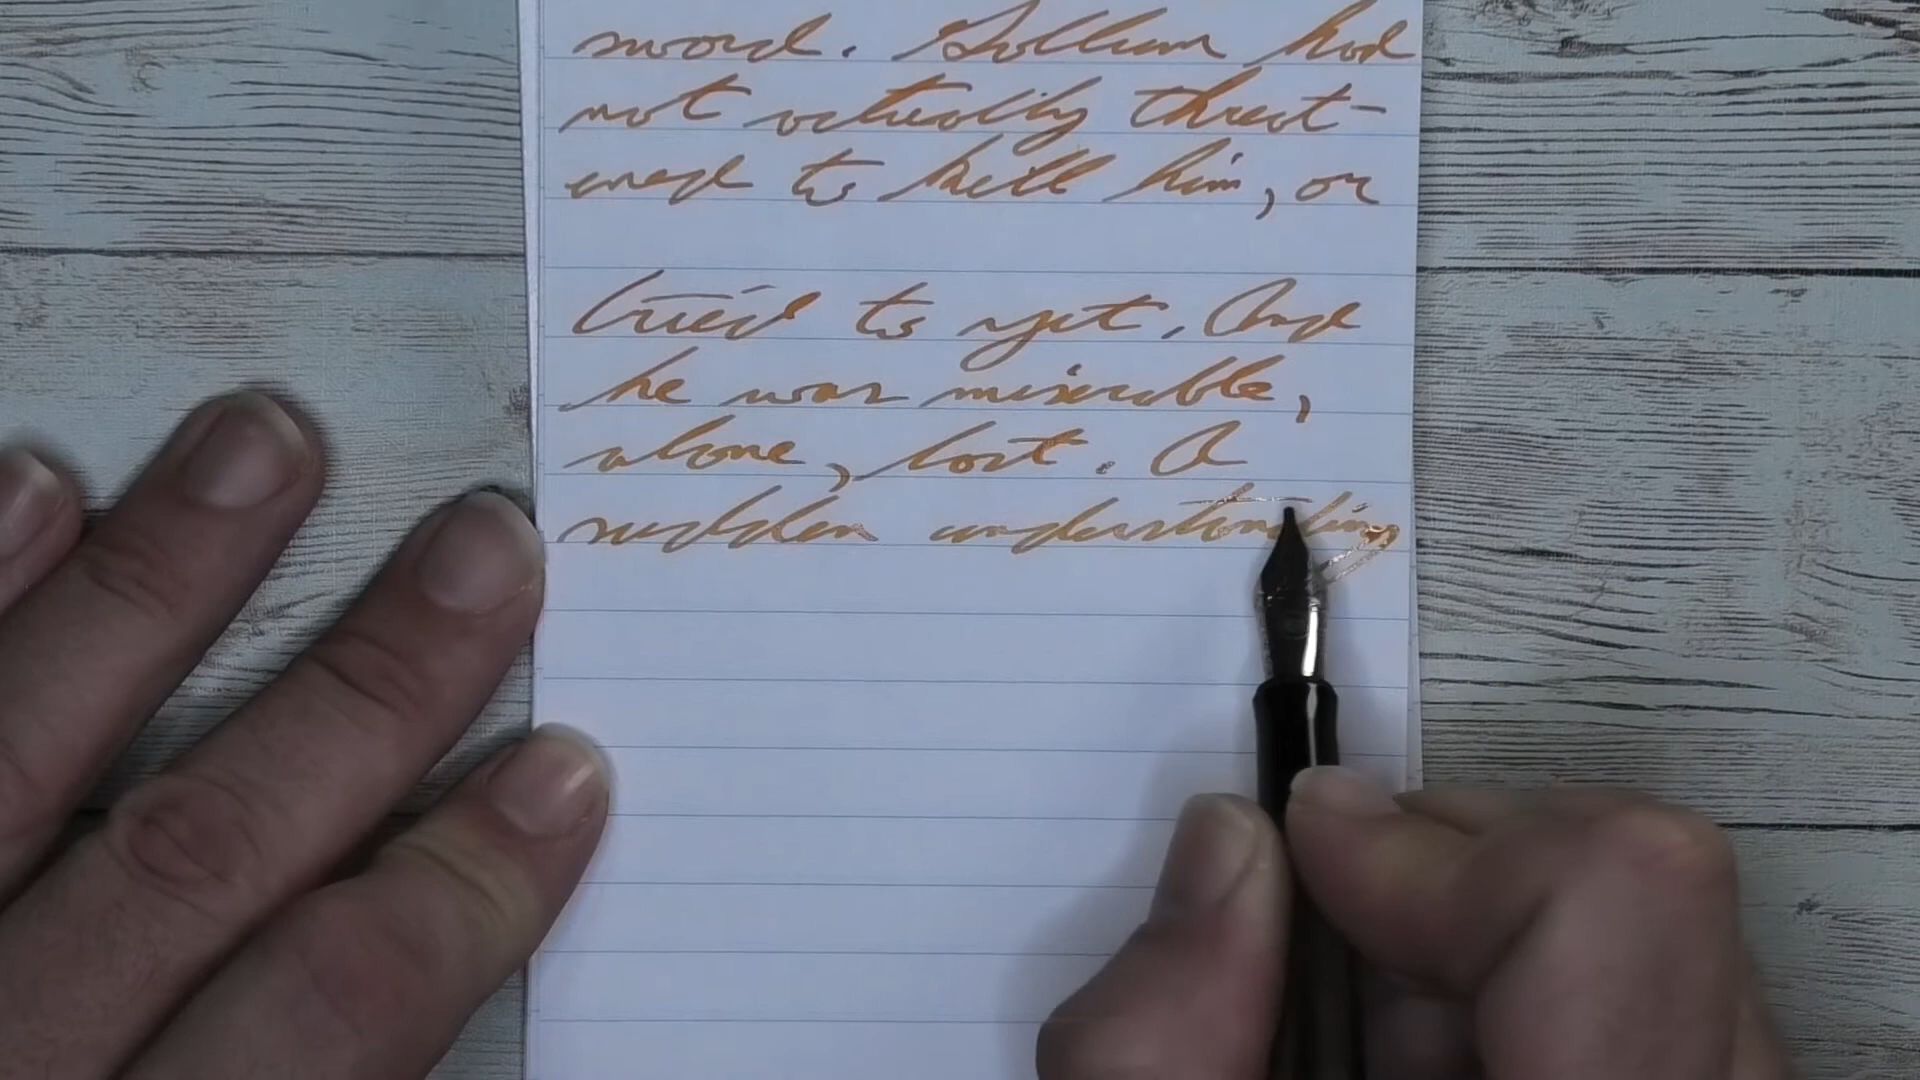 sword. Gollum had
not actually threat-
ened to kill him, or
tried to yet. And
he was miserable,
alone, lost. A
sudden understanding